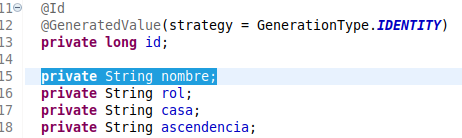 11 @Id
12 @GeneratedValue(strategy = GenerationType.IDENTITY)
13 private long id;
14
15 private String nombre;
16 private String rol;
17 private String casa;
18 private String ascendencia;